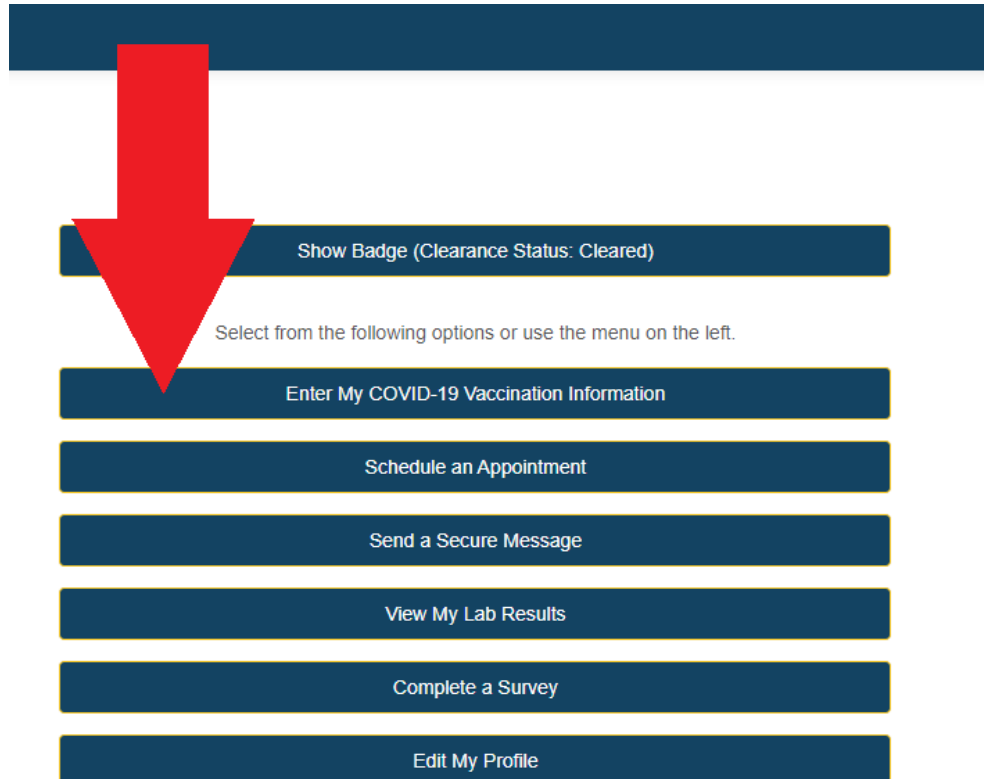 Show Badge (Clearance Status: Cleared)
Select from the following options or use the menu on the left.
Enter My COVID-19 Vaccination Information
Schedule an Appointment
Send a Secure Message
View My Lab Results
Complete a Survey
Edit My Profile